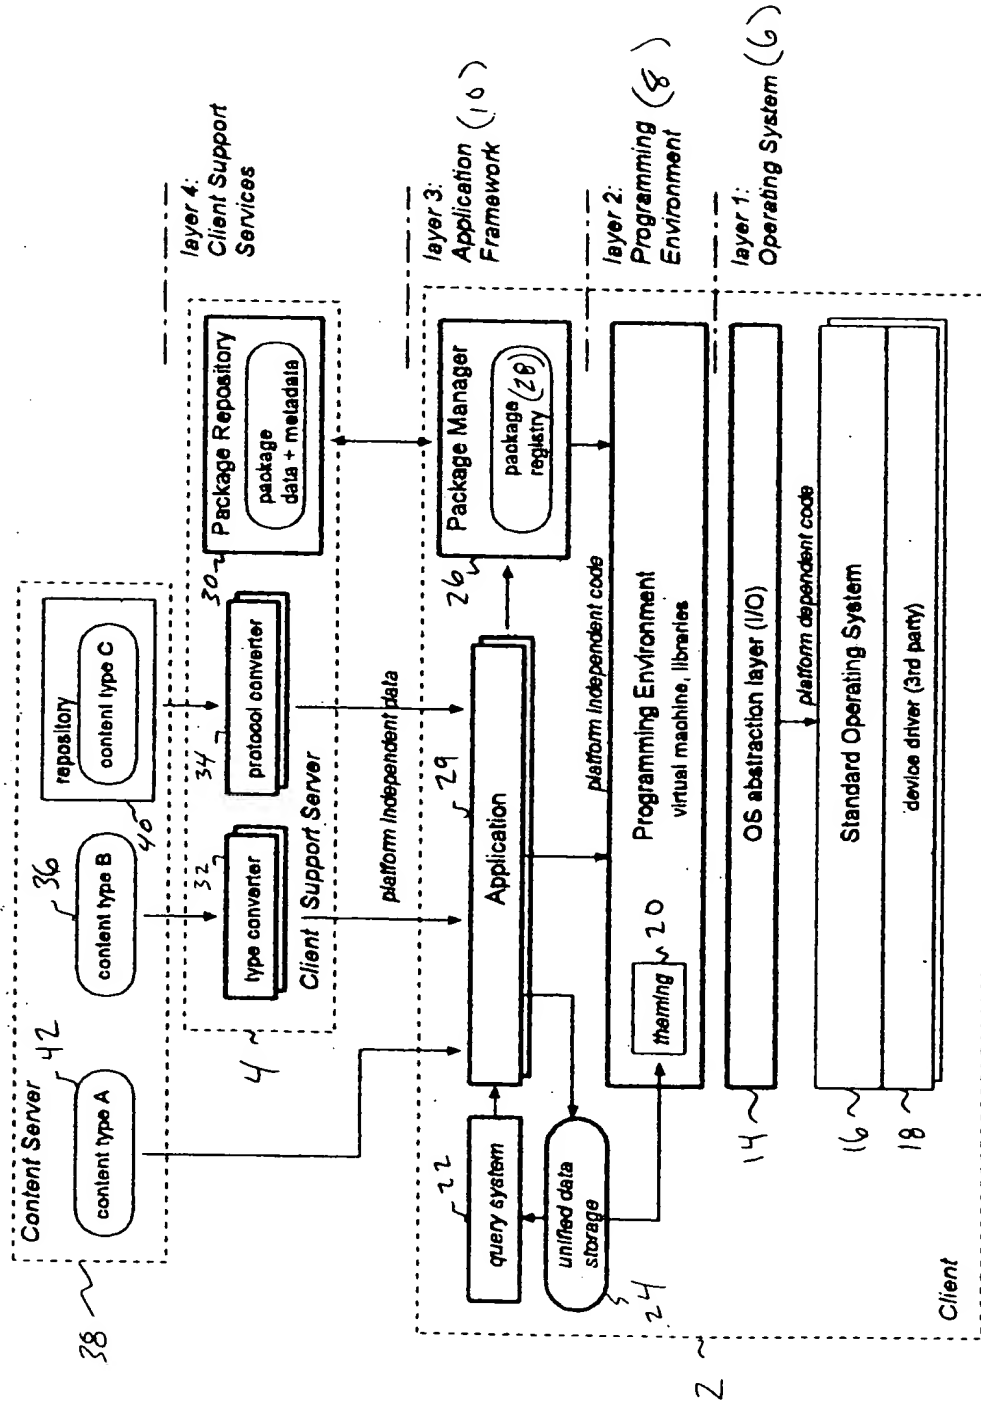 Content Server
38
content type A
42
content type B
36
repository
content type C
40
layer 4:
Client Support
Services
type converter
32
protocol converter
34
Package Repository
30
package
data + metadata
Client Support Server
4
platform independent data
layer 3:
Application (10)
Framework
query system
22
Application
29
Package Manager
26
package
registry (28)
unified data
storage
24
platform independent code
layer 2:
Programming (8)
Environment
Programming Environment
virtual machine, libraries
theming
20
layer 1:
Operating System (6)
OS abstraction layer (I/O)
14
platform dependent code
Standard Operating System
16
device driver (3rd party)
18
Client
2